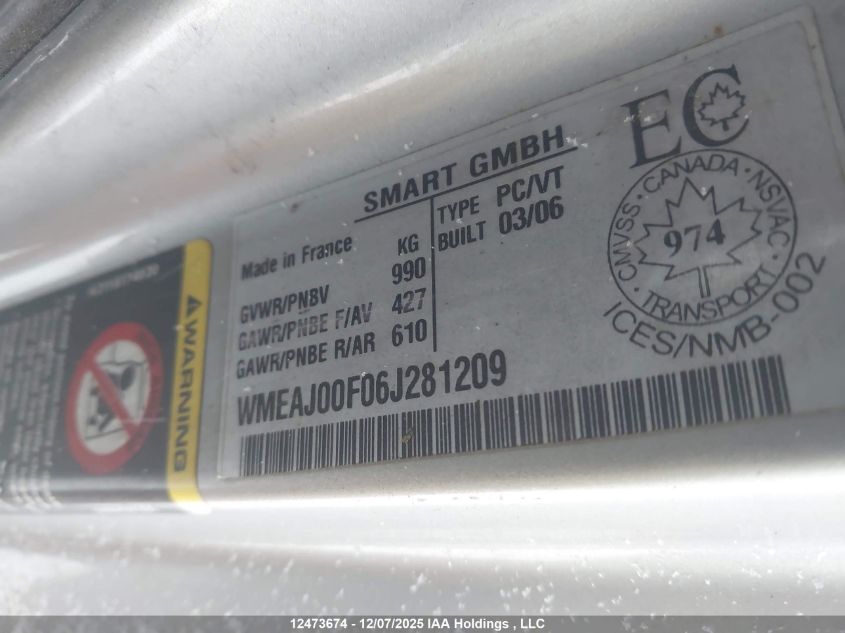 SMART GMBH
Made in France
KG
GVWR/PNBV 990
GAWR/PNBE F/AV 427
GAWR/PNBE R/AR 610
TYPE PC/VT
BUILT 03/06
WMEAJ00F06J281209
EC
CMVSS · CANADA · NSVAC
974
· TRANSPORT ·
ICES/NMB-002
WARNING
12473674 - 12/07/2025 IAA Holdings , LLC